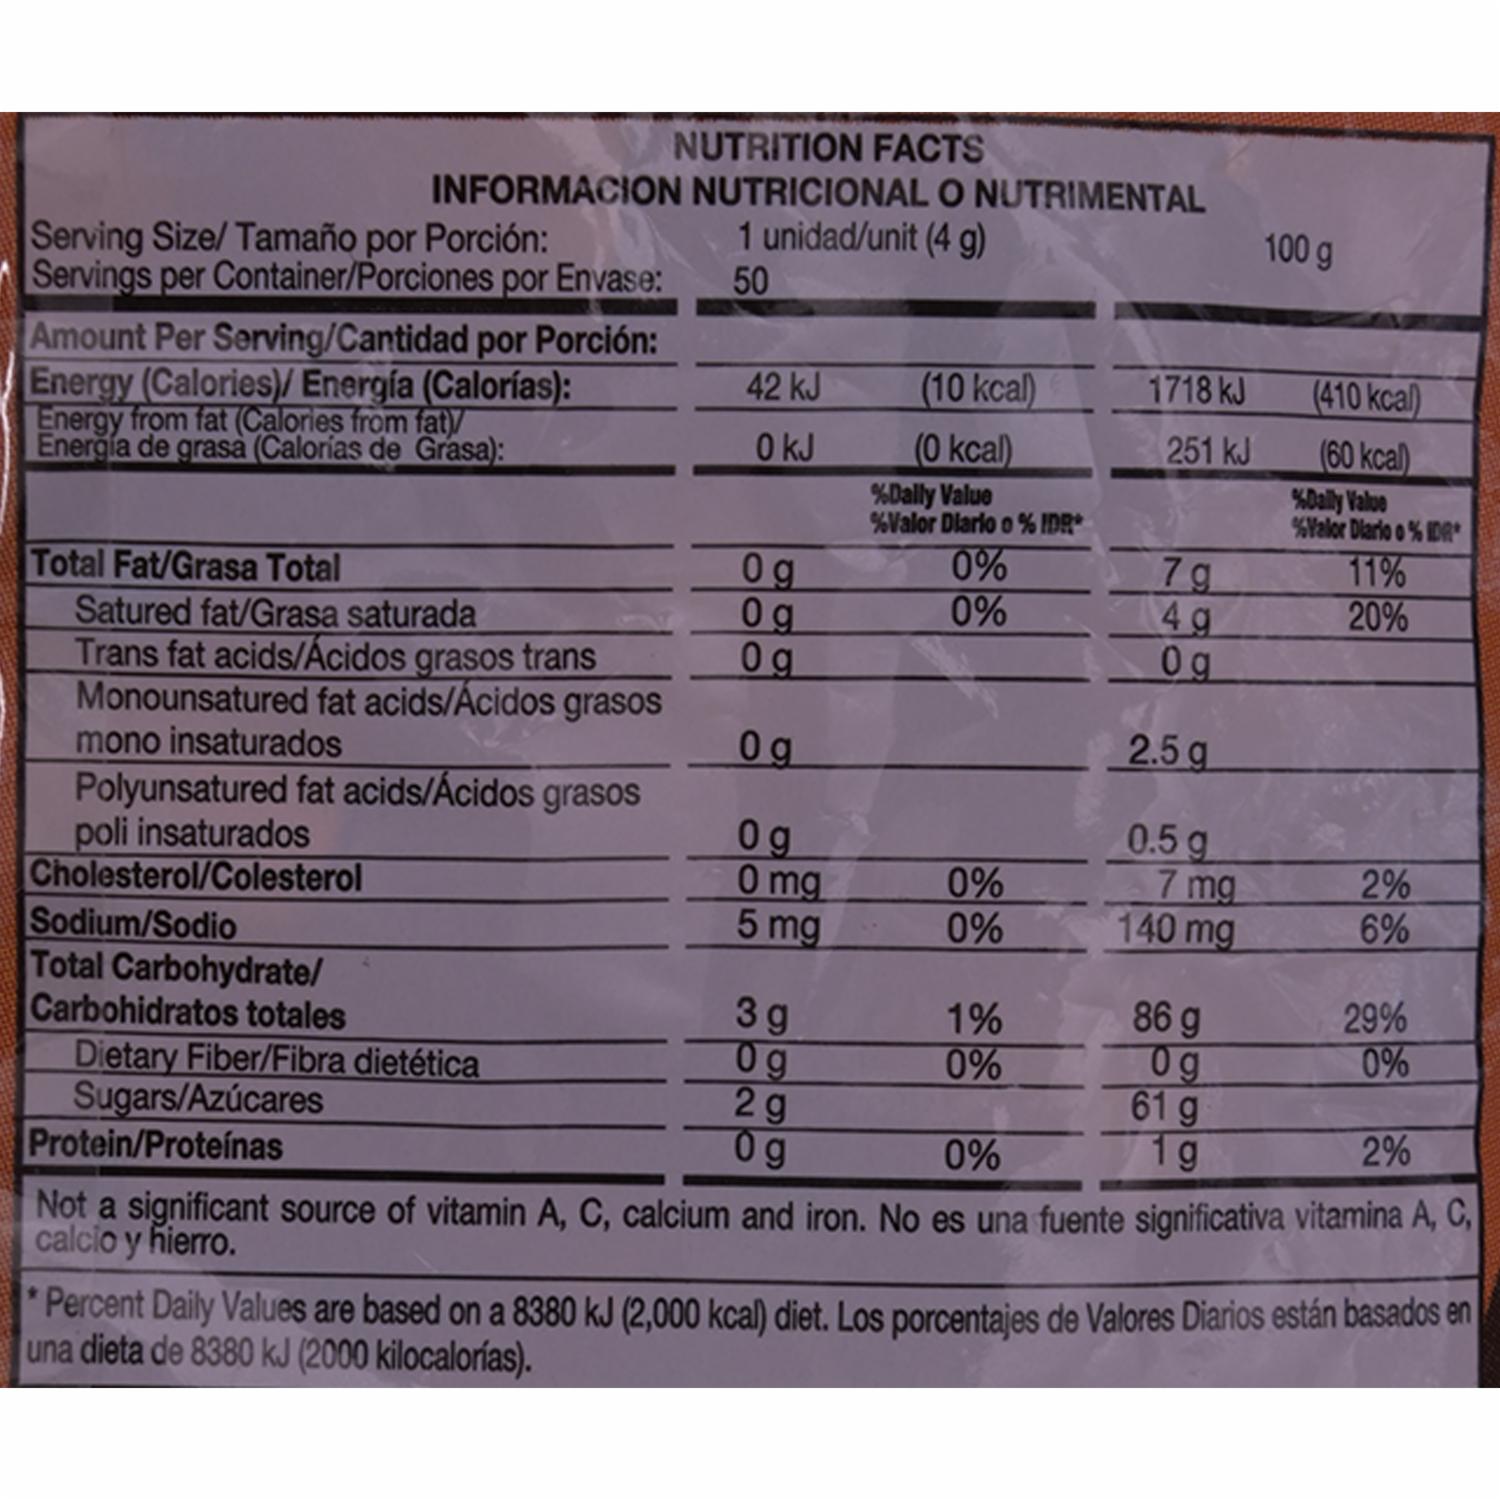 NUTRITION FACTS
INFORMACION NUTRICIONAL O NUTRIMENTAL
Serving Size/ Tamaño por Porción: 1 unidad/unit (4 g) 100 g
Servings per Container/Porciones por Envase: 50
Amount Per Serving/Cantidad por Porción:
Energy (Calories)/ Energía (Calorías): 42 kJ (10 kcal) 1718 kJ (410 kcal)
Energy from fat (Calories from fat)/
Energía de grasa (Calorías de Grasa): 0 kJ (0 kcal) 251 kJ (60 kcal)
%Daily Value %Daily Value
%Valor Diario o % IDR* %Valor Diario o % IDR*
Total Fat/Grasa Total 0 g 0% 7 g 11%
Satured fat/Grasa saturada 0 g 0% 4 g 20%
Trans fat acids/Ácidos grasos trans 0 g 0 g
Monounsatured fat acids/Ácidos grasos
mono insaturados 0 g 2.5 g
Polyunsatured fat acids/Ácidos grasos
poli insaturados 0 g 0.5 g
Cholesterol/Colesterol 0 mg 0% 7 mg 2%
Sodium/Sodio 5 mg 0% 140 mg 6%
Total Carbohydrate/
Carbohidratos totales 3 g 1% 86 g 29%
Dietary Fiber/Fibra dietética 0 g 0% 0 g 0%
Sugars/Azúcares 2 g 61 g
Protein/Proteínas 0 g 0% 1 g 2%
Not a significant source of vitamin A, C, calcium and iron. No es una fuente significativa vitamina A, C,
calcio y hierro.
* Percent Daily Values are based on a 8380 kJ (2,000 kcal) diet. Los porcentajes de Valores Diarios están basados en
una dieta de 8380 kJ (2000 kilocalorías).